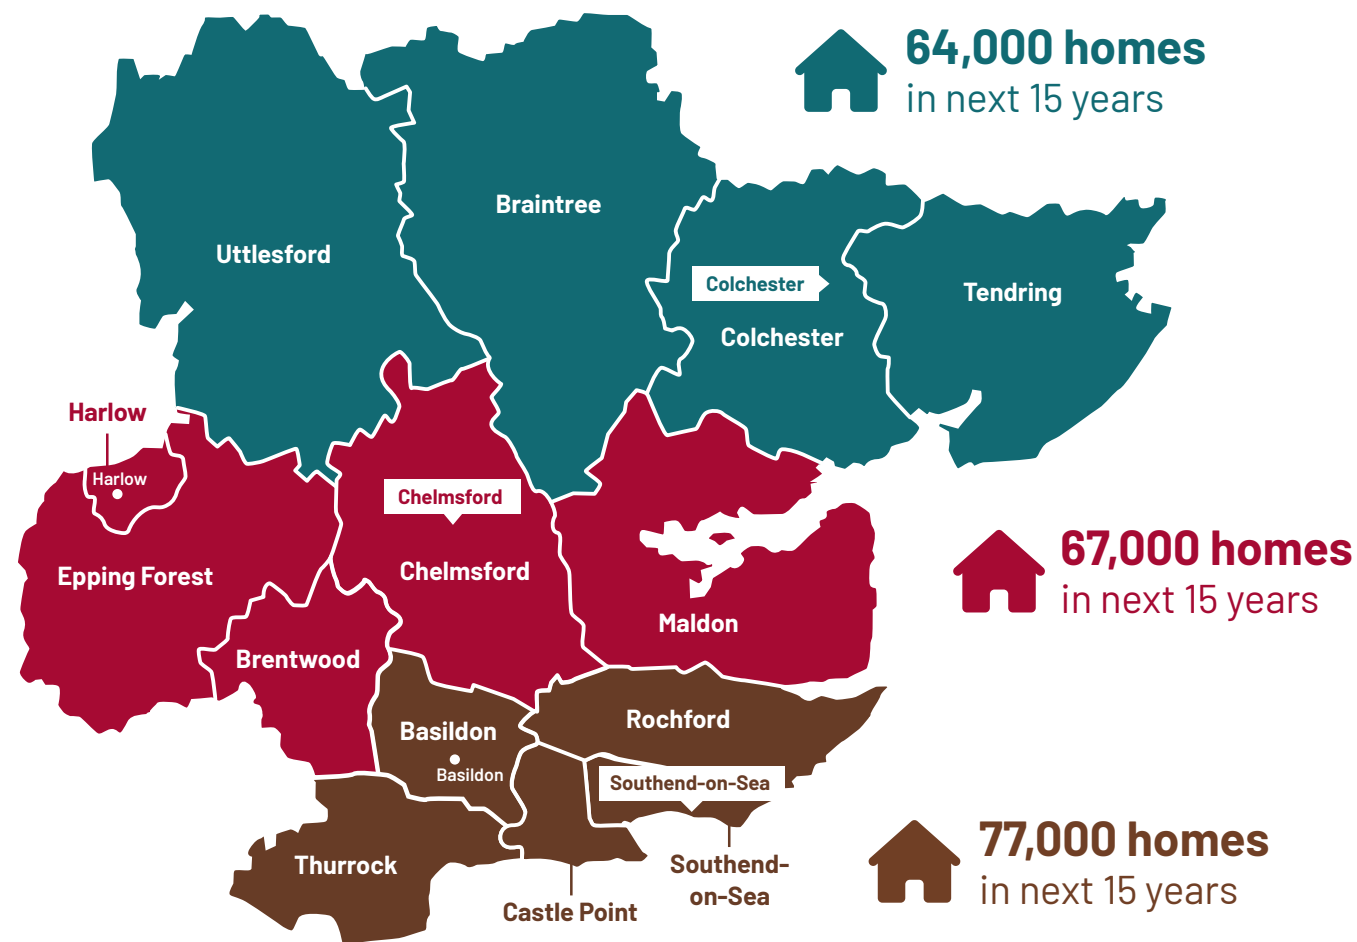 64,000 homes
in next 15 years
Braintree
Uttlesford
Colchester
Tendring
Colchester
Harlow
Harlow
Chelmsford
Epping Forest
Chelmsford
67,000 homes
in next 15 years
Maldon
Brentwood
Rochford
Basildon
Basildon
Southend-on-Sea
77,000 homes
in next 15 years
Thurrock
Southend-
on-Sea
Castle Point